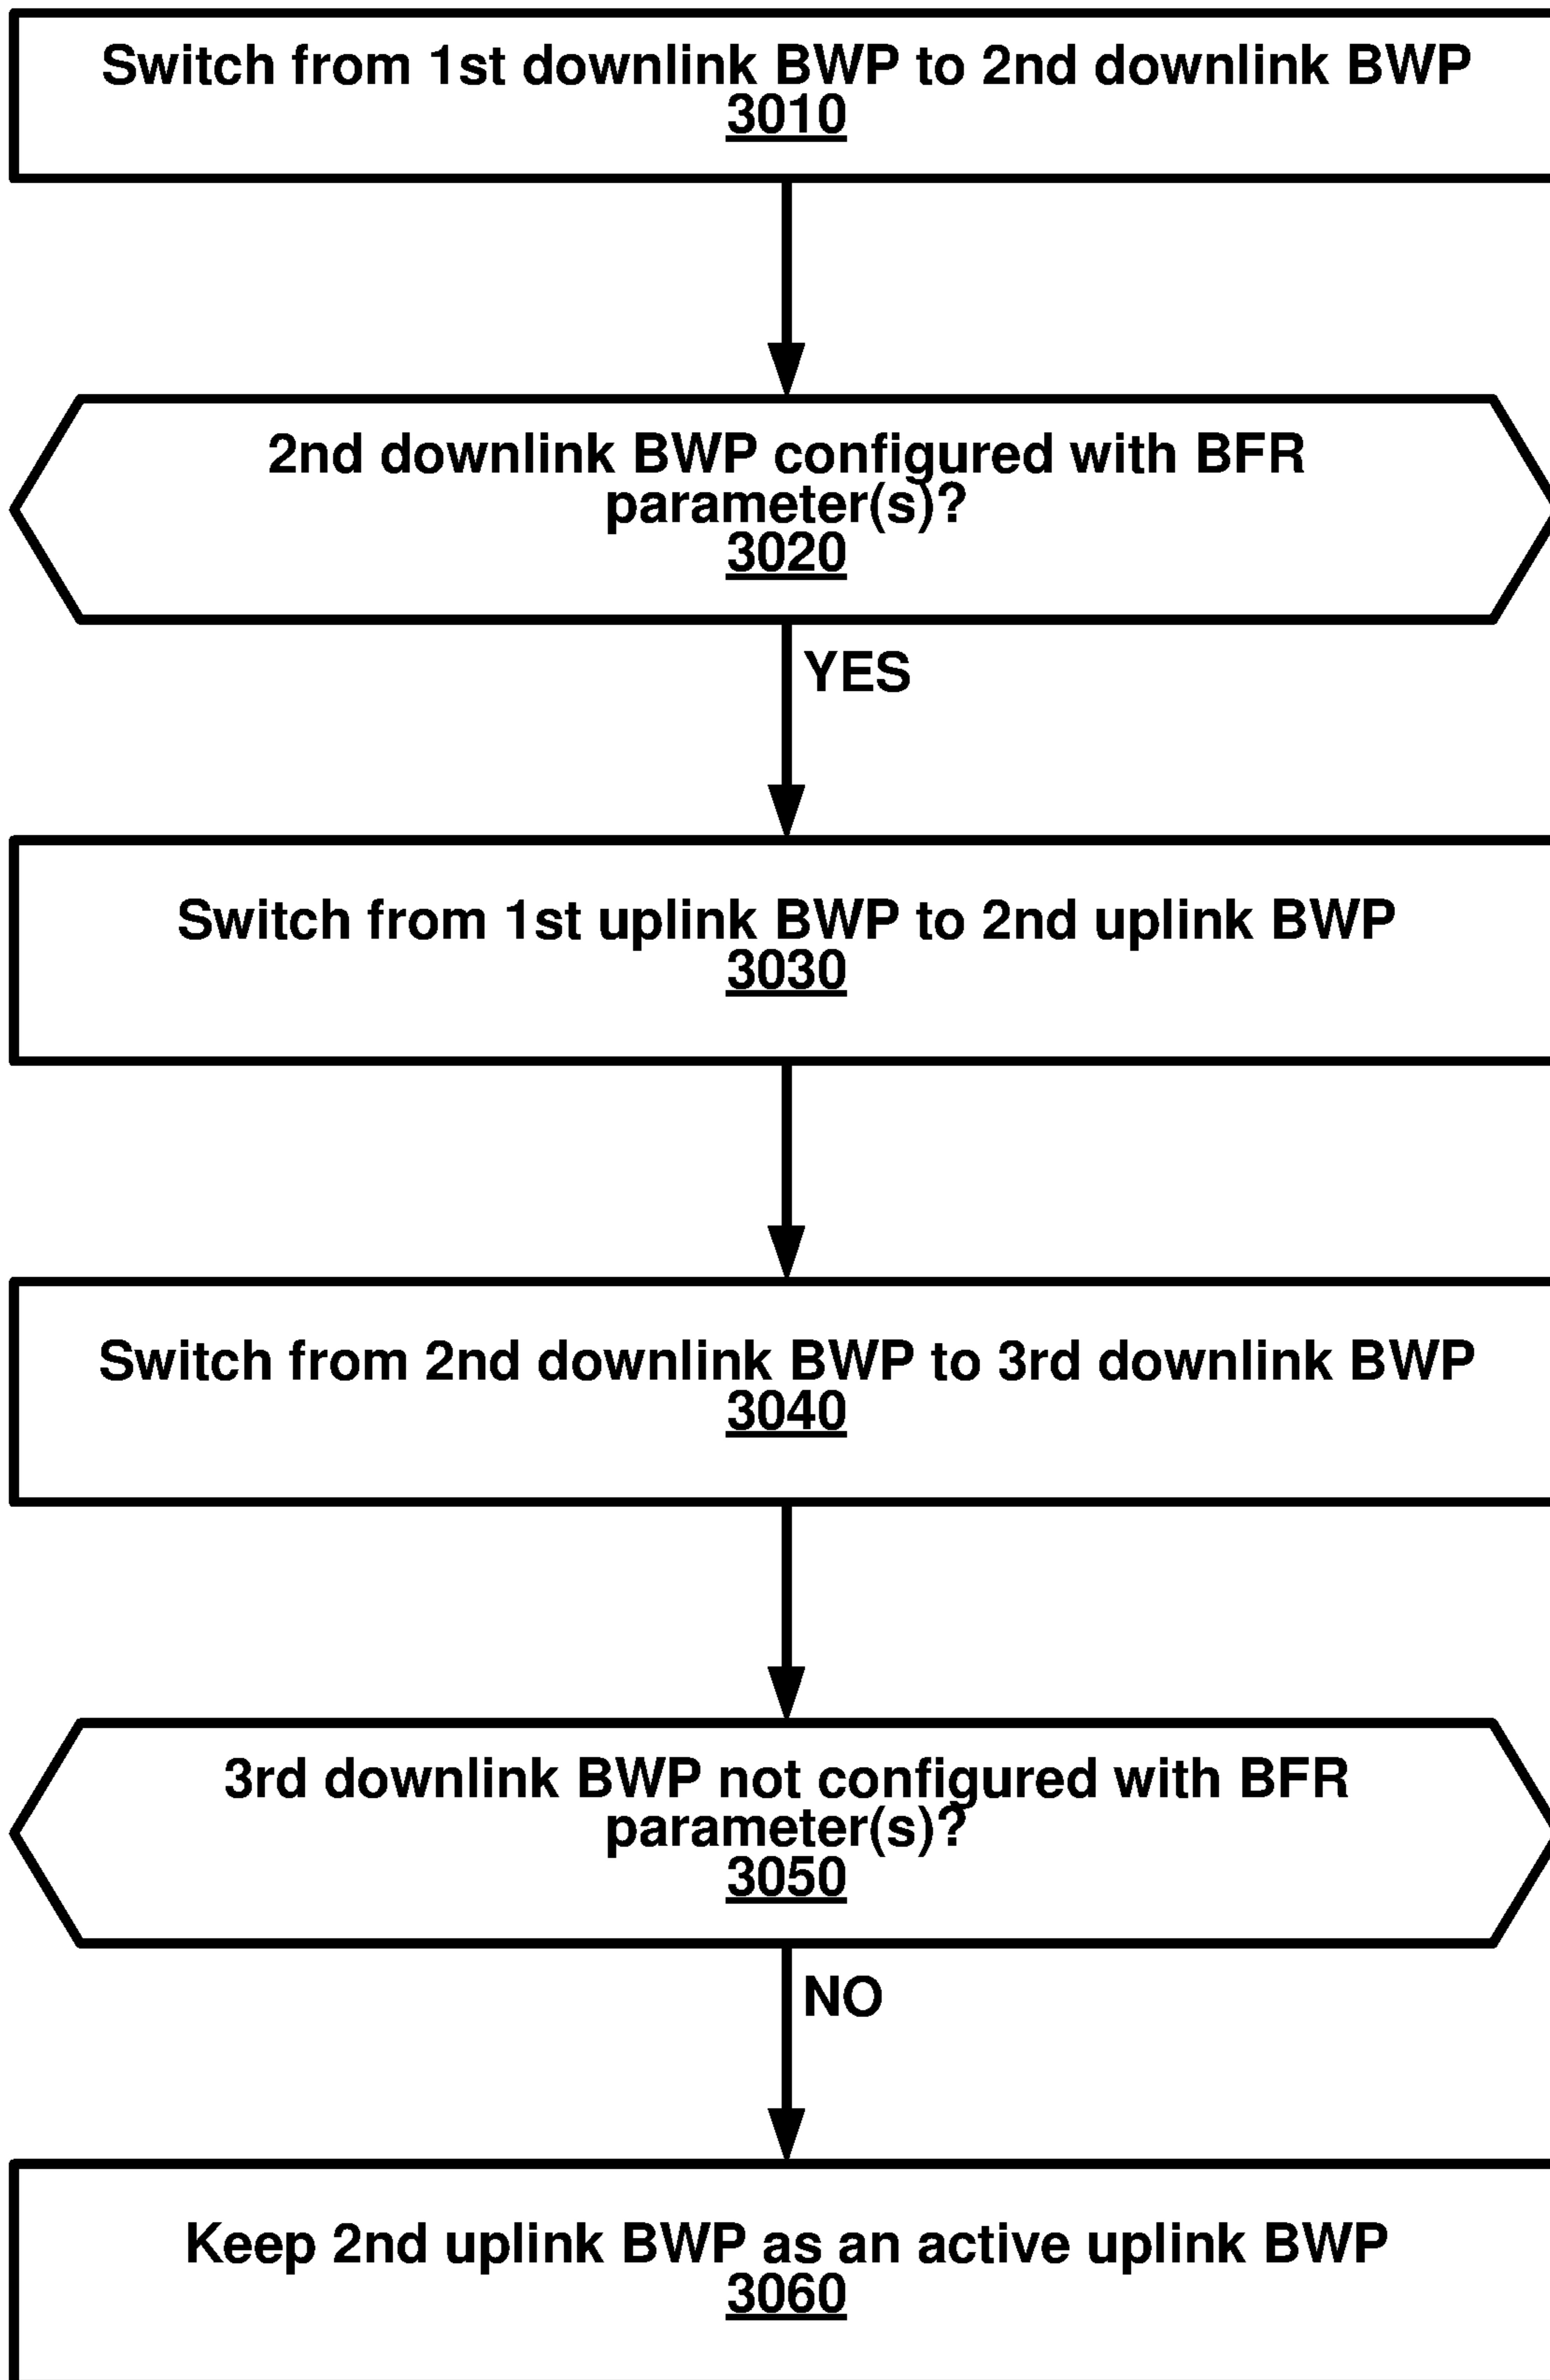 Switch from 1st downlink BWP to 2nd downlink BWP
3010
2nd downlink BWP configured with BFR
parameter(s)?
3020
YES
Switch from 1st uplink BWP to 2nd uplink BWP
3030
Switch from 2nd downlink BWP to 3rd downlink BWP
3040
3rd downlink BWP not configured with BFR
parameter(s)?
3050
NO
Keep 2nd uplink BWP as an active uplink BWP
3060